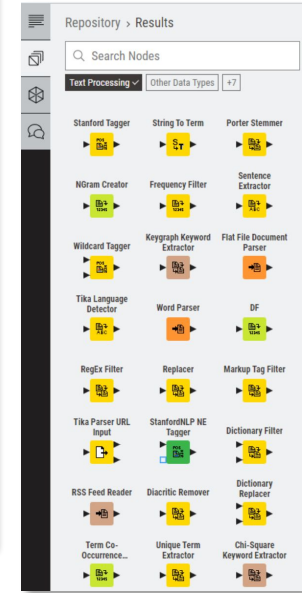 Repository › Results
Search Nodes
Text Processing Other Data Types +7
Stanford Tagger String To Term Porter Stemmer
NGram Creator Frequency Filter Sentence Extractor
Wildcard Tagger Keygraph Keyword Extractor Flat File Document Parser
Tika Language Detector Word Parser DF
RegEx Filter Replacer Markup Tag Filter
Tika Parser URL Input StanfordNLP NE Tagger Dictionary Filter
RSS Feed Reader Diacritic Remover Dictionary Replacer
Term Co-Occurrence... Unique Term Extractor Chi-Square Keyword Extractor